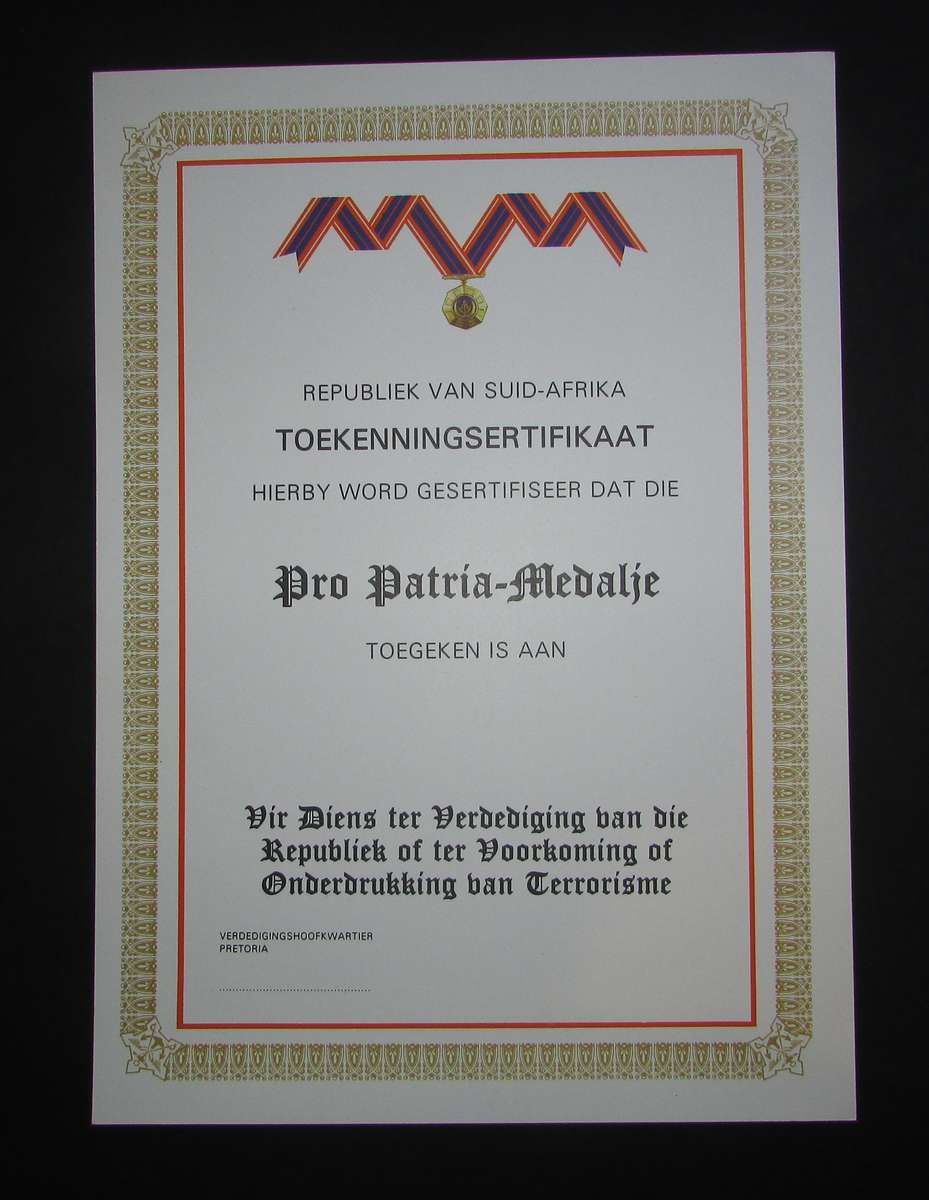 REPUBLIEK VAN SUID-AFRIKA
TOEKENNINGSERTIFIKAAT
HIERBY WORD GESERTIFISEER DAT DIE
Pro Patria-Medalje
TOEGEKEN IS AAN
Vir Diens ter Verdediging van die
Republiek of ter Voorkoming of
Onderdrukking van Terrorisme
VERDEDIGINGSHOOFKWARTIER
PRETORIA